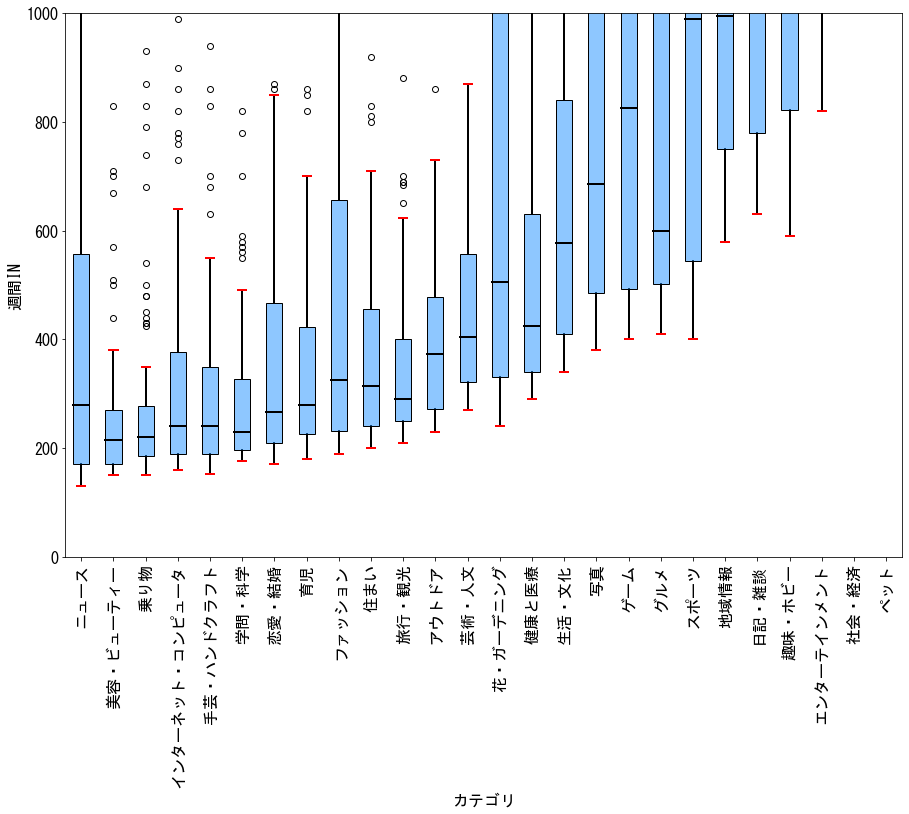 1000
800
600
400
200
0
週間IN
ニュース
美容・ビューティー
乗り物
インターネット・コンピュータ
手芸・ハンドクラフト
学問・科学
恋愛・結婚
育児
ファッション
住まい
旅行・観光
アウトドア
芸術・人文
花・ガーデニング
健康と医療
生活・文化
写真
ゲーム
グルメ
スポーツ
地域情報
日記・雑談
趣味・ホビー
エンターテインメント
社会・経済
ペット
カテゴリ